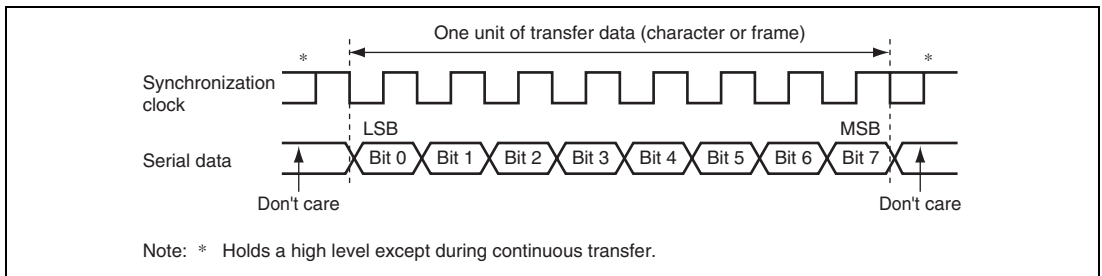 One unit of transfer data (character or frame)
* *
Synchronization
clock
LSB MSB
Serial data Bit 0 Bit 1 Bit 2 Bit 3 Bit 4 Bit 5 Bit 6 Bit 7
Don't care Don't care
Note: * Holds a high level except during continuous transfer.